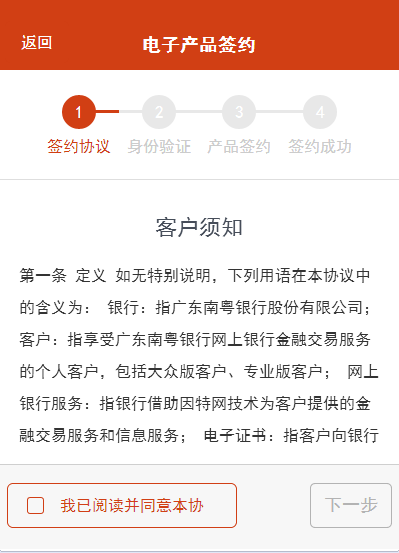 返回
电子产品签约
1 2 3 4
签约协议 身份验证 产品签约 签约成功
客户须知
第一条 定义 如无特别说明，下列用语在本协议中
的含义为： 银行：指广东南粤银行股份有限公司；
客户：指享受广东南粤银行网上银行金融交易服务
的个人客户，包括大众版客户、专业版客户； 网上
银行服务：指银行借助因特网技术为客户提供的金
融交易服务和信息服务； 电子证书：指客户向银行
我已阅读并同意本协
下一步